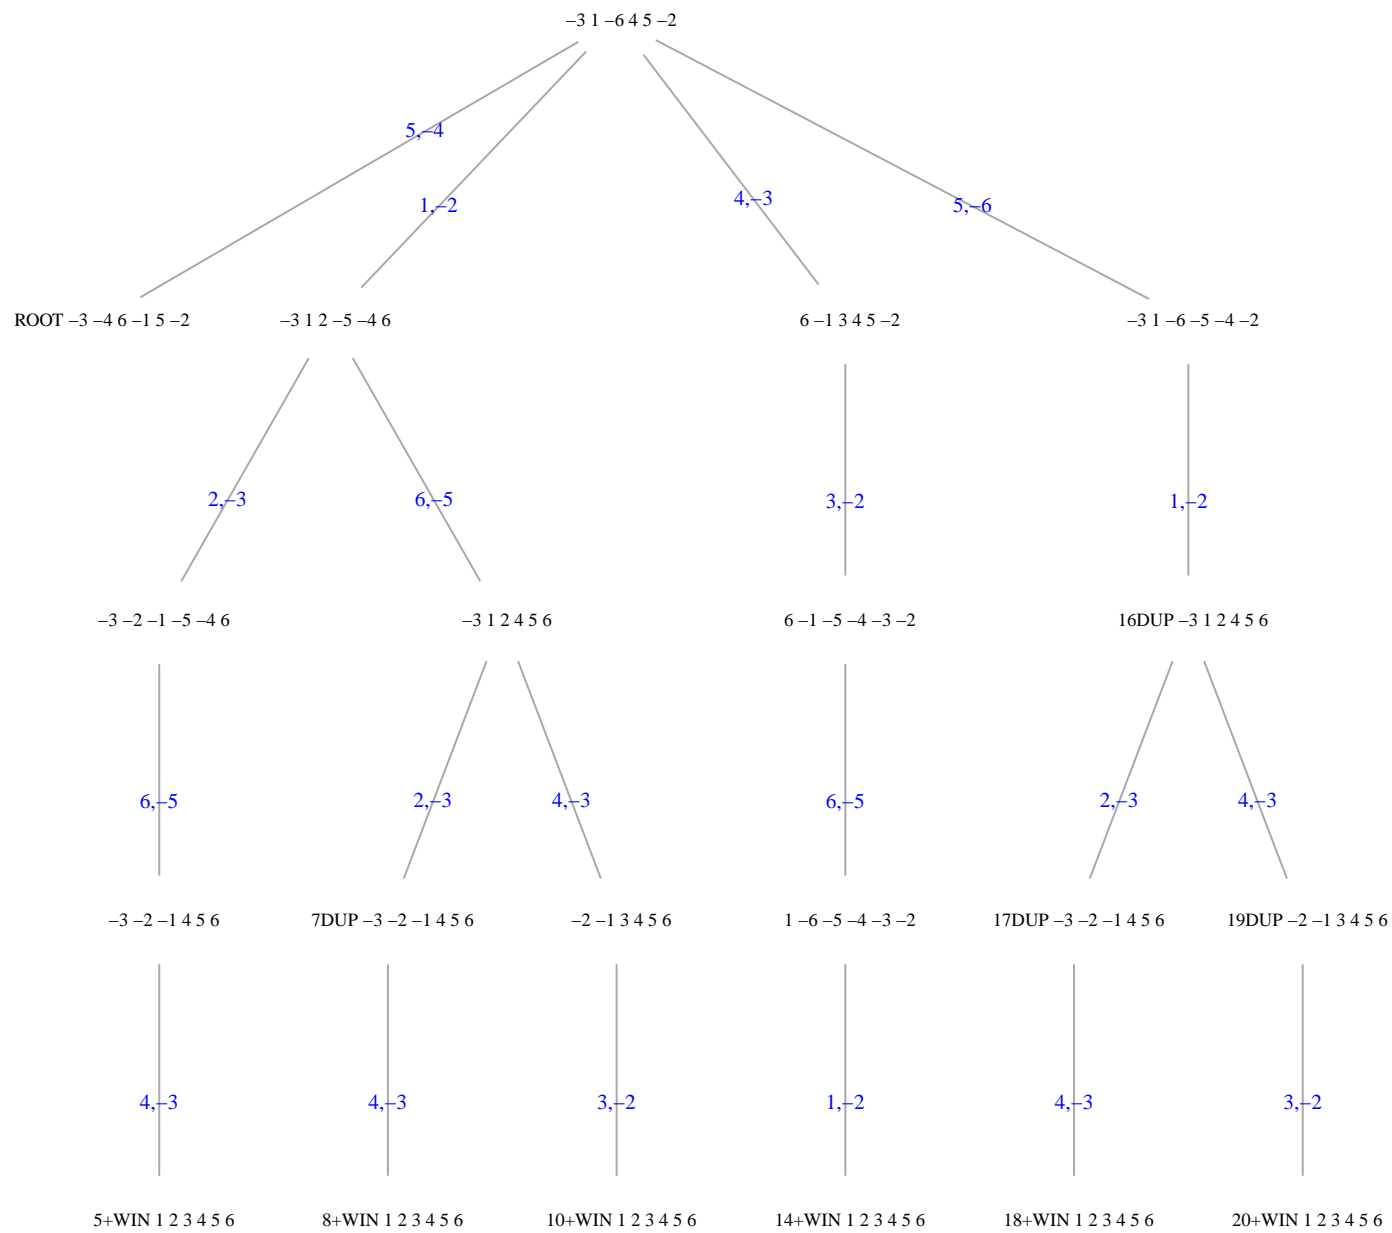 –3 1 –6 4 5 –2
5,–4
1,–2
4,–3
5,–6
ROOT –3 –4 6 –1 5 –2
–3 1 2 –5 –4 6
6 –1 3 4 5 –2
–3 1 –6 –5 –4 –2
2,–3
6,–5
3,–2
1,–2
–3 –2 –1 –5 –4 6
–3 1 2 4 5 6
6 –1 –5 –4 –3 –2
16DUP –3 1 2 4 5 6
6,–5
2,–3
4,–3
6,–5
2,–3
4,–3
–3 –2 –1 4 5 6
7DUP –3 –2 –1 4 5 6
–2 –1 3 4 5 6
1 –6 –5 –4 –3 –2
17DUP –3 –2 –1 4 5 6
19DUP –2 –1 3 4 5 6
4,–3
4,–3
3,–2
1,–2
4,–3
3,–2
5+WIN 1 2 3 4 5 6
8+WIN 1 2 3 4 5 6
10+WIN 1 2 3 4 5 6
14+WIN 1 2 3 4 5 6
18+WIN 1 2 3 4 5 6
20+WIN 1 2 3 4 5 6